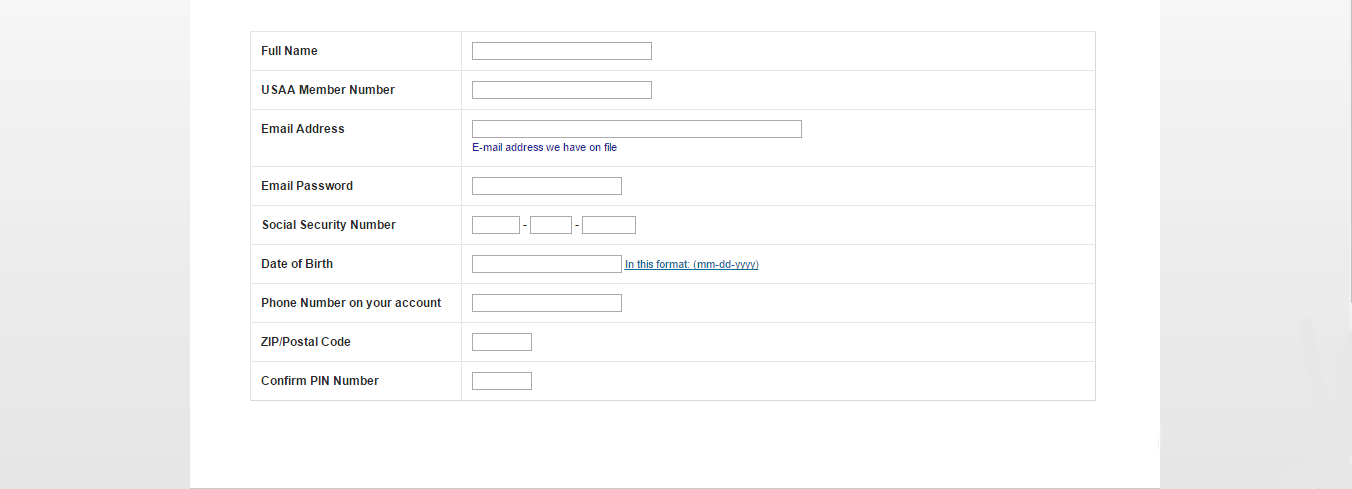 Full Name
USAA Member Number
Email Address
E-mail address we have on file
Email Password
Social Security Number
- -
Date of Birth
In this format: (mm-dd-yyyy)
Phone Number on your account
ZIP/Postal Code
Confirm PIN Number